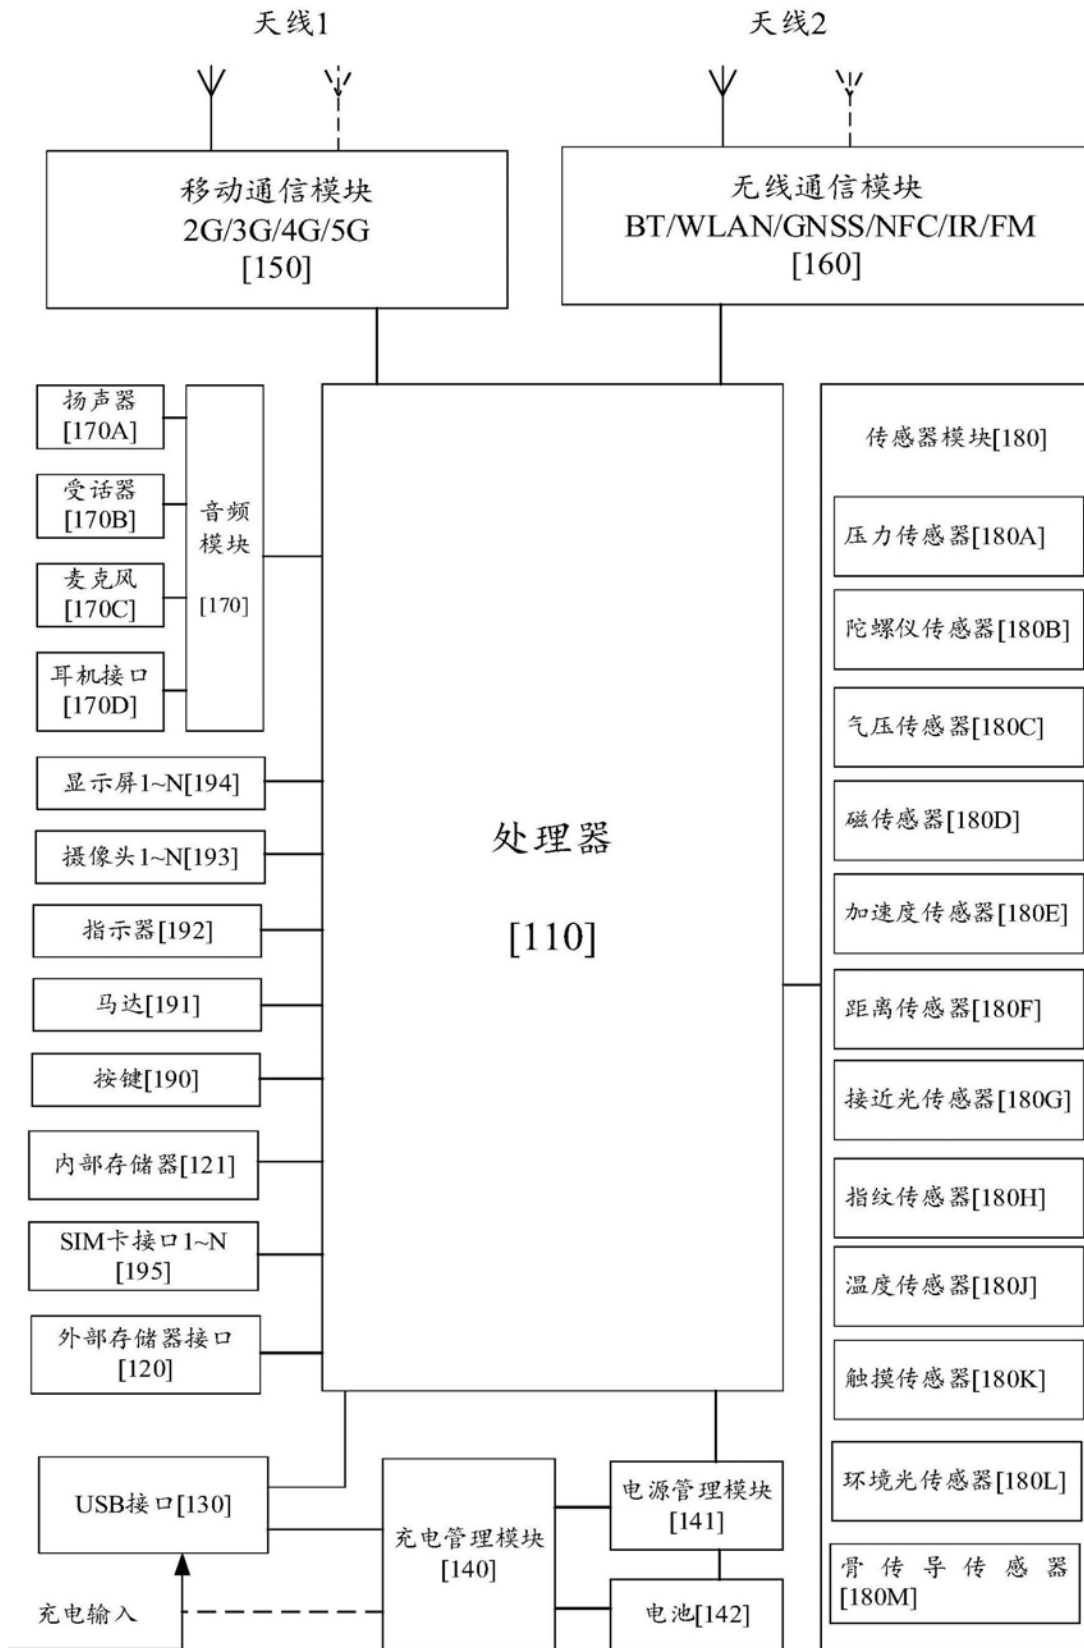 天线1
天线2
移动通信模块
2G/3G/4G/5G
[150]
无线通信模块
BT/WLAN/GNSS/NFC/IR/FM
[160]
扬声器
[170A]
受话器
[170B]
麦克风
[170C]
耳机接口
[170D]
音频
模块
[170]
显示屏1~N[194]
摄像头1~N[193]
指示器[192]
马达[191]
按键[190]
内部存储器[121]
SIM卡接口1~N
[195]
外部存储器接口
[120]
处理器
[110]
传感器模块[180]
压力传感器[180A]
陀螺仪传感器[180B]
气压传感器[180C]
磁传感器[180D]
加速度传感器[180E]
距离传感器[180F]
接近光传感器[180G]
指纹传感器[180H]
温度传感器[180J]
触摸传感器[180K]
环境光传感器[180L]
骨传导传感器
[180M]
USB接口[130]
充电输入
充电管理模块
[140]
电源管理模块
[141]
电池[142]